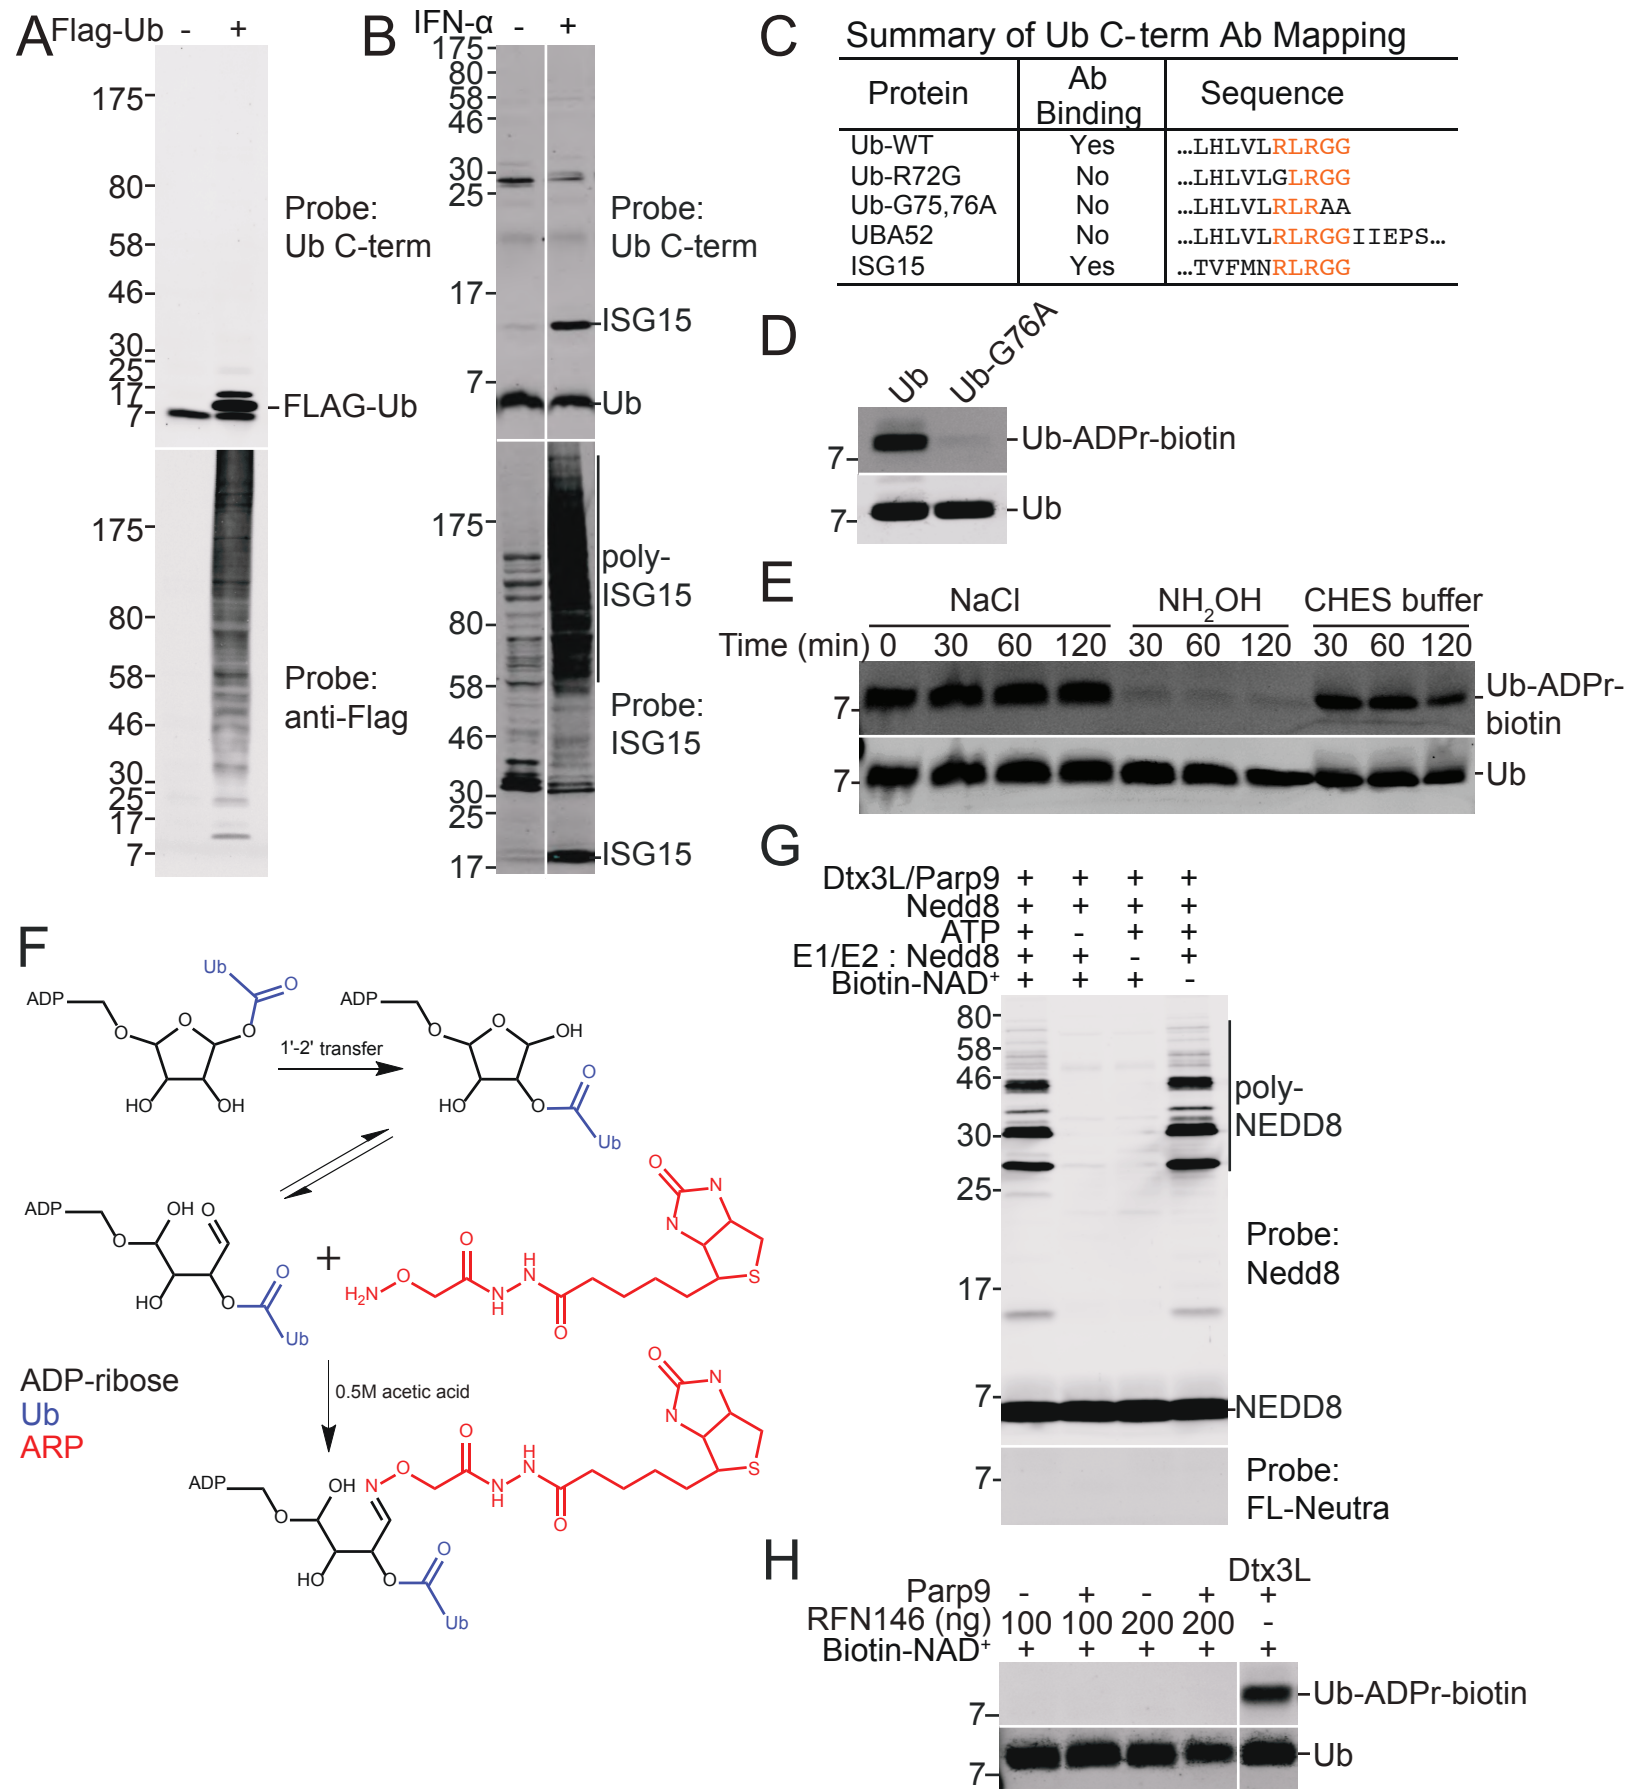 A
Flag-Ub - +
175
80
58
46
30
25
17
7
Probe:
Ub C-term
FLAG-Ub
175
80
58
46
30
25
17
7
Probe:
anti-Flag
B
IFN-α - +
175
80
58
46
30
25
17
7
Probe:
Ub C-term
ISG15
Ub
175
80
58
46
30
25
17
poly-
ISG15
Probe:
ISG15
ISG15
C
Summary of Ub C-term Ab Mapping
Protein Ab Binding Sequence
Ub-WT Yes ...LHLVLRLRGG
Ub-R72G No ...LHLVLGLRGG
Ub-G75,76A No ...LHLVLRLRAA
UBA52 No ...LHLVLRLRGGIIEPS...
ISG15 Yes ...TVFMNRLRGG
D
Ub Ub-G76A
7 Ub-ADPr-biotin
7 Ub
E
NaCl NH2OH CHES buffer
Time (min) 0 30 60 120 30 60 120 30 60 120
7 Ub-ADPr-
biotin
7 Ub
F
Ub
O
ADP
O
O
O
HO OH
1'-2' transfer
ADP
O
O
OH
HO
O
O
Ub
ADP
O
OH O
HO
O
O
Ub
+
H2N
O
O
N
H
H
N
O
O
N
N
S
0.5M acetic acid
ADP-ribose
Ub
ARP
ADP
O
OH
N
O
O
N
H
H
N
O
O
N
N
S
HO
O
O
Ub
G
Dtx3L/Parp9 + + + +
Nedd8 + + + +
ATP + - + +
E1/E2 : Nedd8 + + - +
Biotin-NAD+ + + + -
80
58
46
30
25
17
7
poly-
NEDD8
Probe:
Nedd8
NEDD8
7
Probe:
FL-Neutra
H
Dtx3L
Parp9 - + - + +
RFN146 (ng) 100 100 200 200 -
Biotin-NAD+ + + + + +
7 Ub-ADPr-biotin
7 Ub